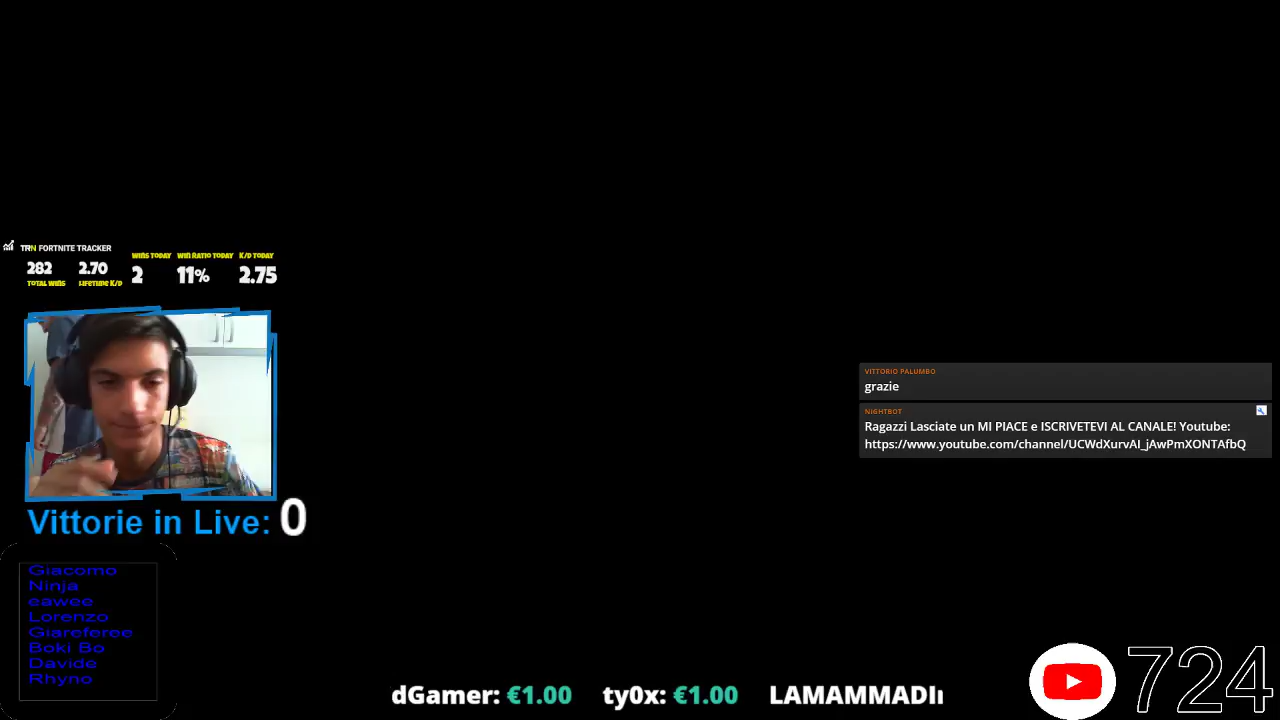 TRN FORTNITE TRACKER
WINS TODAY WIN RATIO TODAY K/D TODAY
282 2.70 2 11% 2.75
TOTAL WINS LIFETIME K/D
VITTORIO PALUMBO
grazie
NIGHTBOT
Ragazzi Lasciate un MI PIACE e ISCRIVETEVI AL CANALE! Youtube:
https://www.youtube.com/channel/UCWdXurvAI_jAwPmXONTAfbQ
Vittorie in Live: 0
Giacomo
Ninja
eawee
Lorenzo
Giareferee
Boki Bo
Davide
Rhyno
dGamer: €1.00 ty0x: €1.00
724